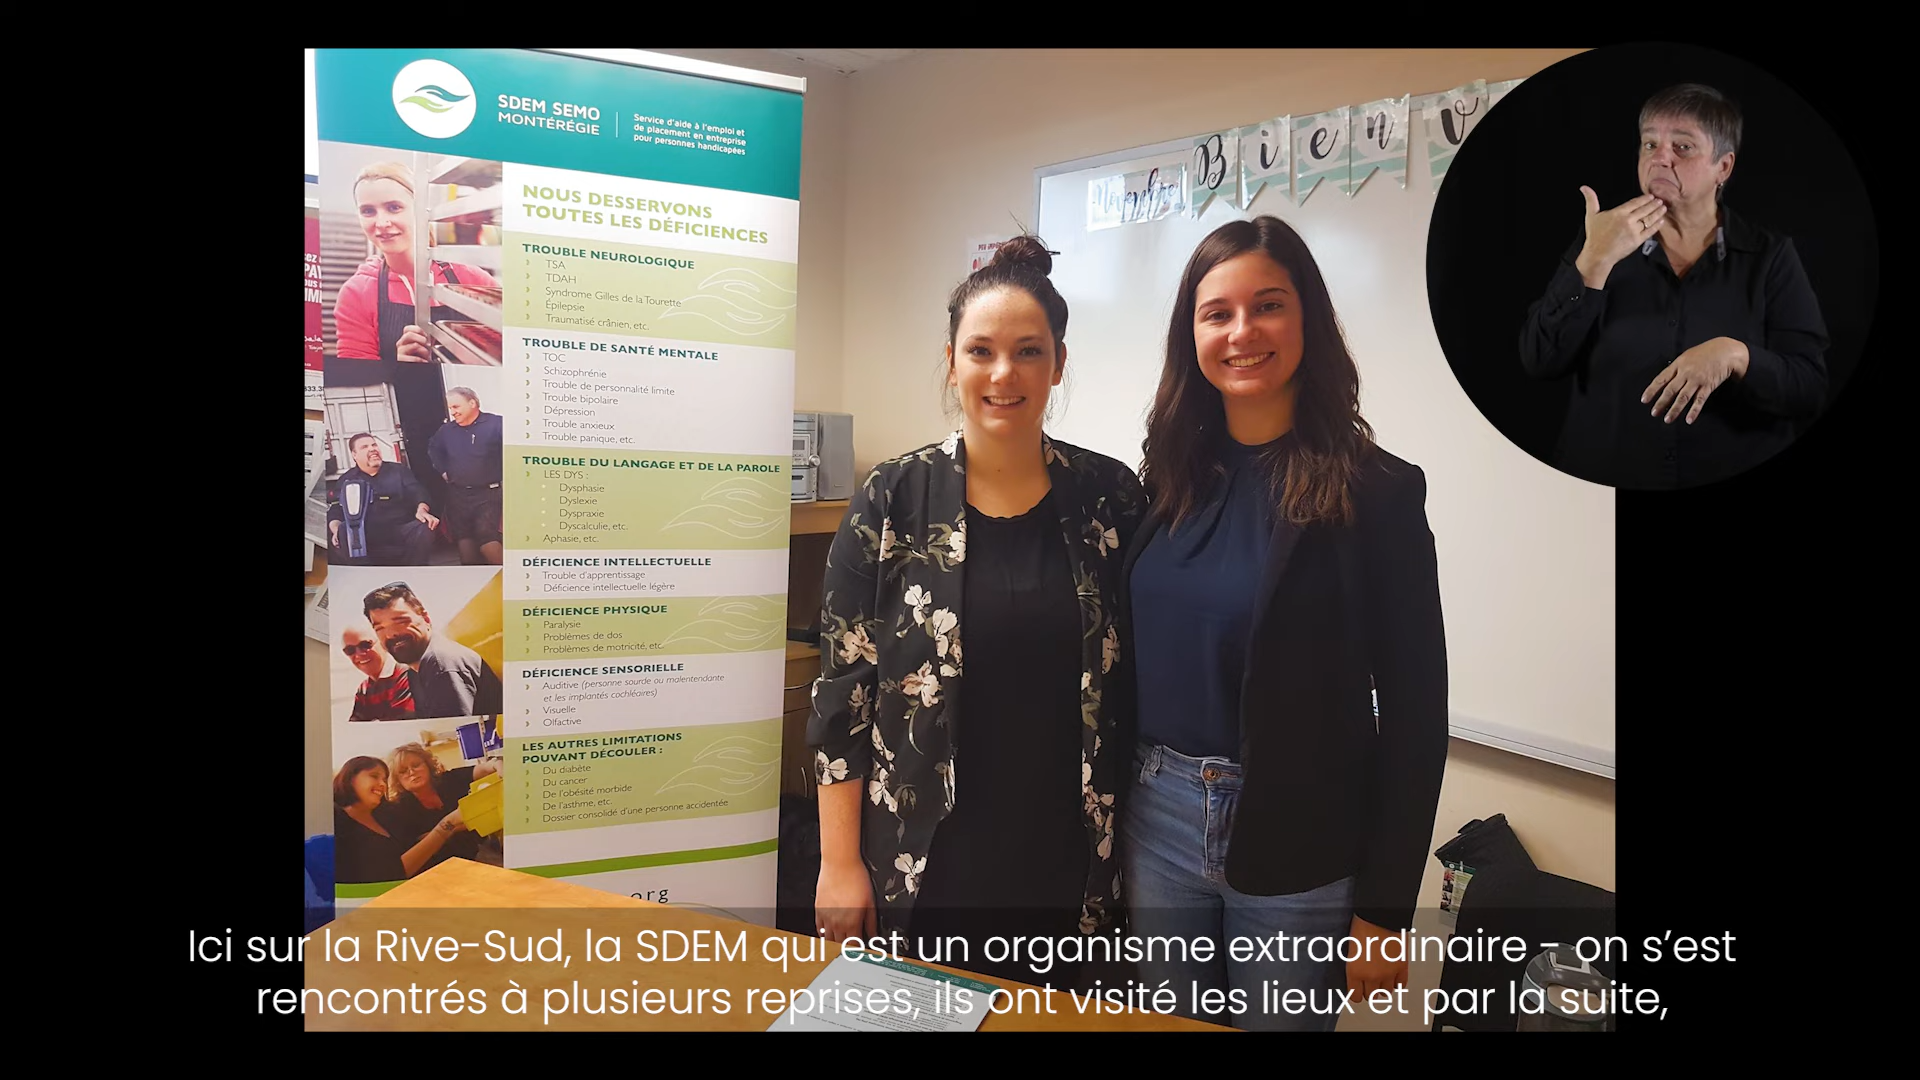 SDEM SEMO
MONTÉRÉGIE
Service d'aide à l'emploi et
de placement en entreprise
pour personnes handicapées
NOUS DESSERVONS
TOUTES LES DÉFICIENCES
TROUBLE NEUROLOGIQUE
TSA
TDAH
Syndrome Gilles de la Tourette
Épilepsie
Traumatisé crânien, etc.
TROUBLE DE SANTÉ MENTALE
TOC
Schizophrénie
Trouble de personnalité limite
Trouble bipolaire
Dépression
Trouble anxieux
Trouble panique, etc.
TROUBLE DU LANGAGE ET DE LA PAROLE
LES DYS :
Dysphasie
Dyslexie
Dyspraxie
Dyscalculie, etc.
Aphasie, etc.
DÉFICIENCE INTELLECTUELLE
Trouble d'apprentissage
Déficience intellectuelle légère
DÉFICIENCE PHYSIQUE
Paralysie
Problèmes de dos
Problèmes de motricité, etc.
DÉFICIENCE SENSORIELLE
Auditive (personne sourde ou malentendante
et les implantés cochléaires)
Visuelle
Olfactive
LES AUTRES LIMITATIONS
POUVANT DÉCOULER :
Du diabète
Du cancer
De l'obésité morbide
De l'asthme, etc.
Dossier consolidé d'une personne accidentée
.org
Novembre
Bienv
Ici sur la Rive-Sud, la SDEM qui est un organisme extraordinaire - on s'est
rencontrés à plusieurs reprises, ils ont visité les lieux et par la suite,